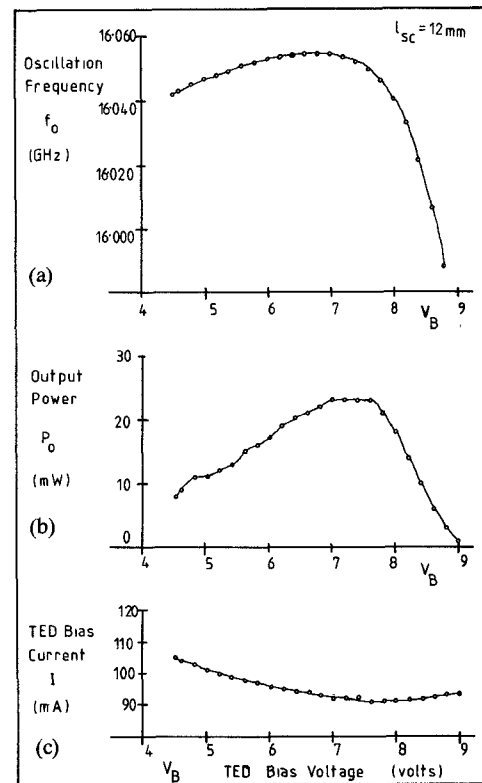 16·060
l_sc = 12 mm
Oscillation
Frequency
16·040
f_o
(GHz)
16·020
16·000
(a)
4 5 6 7 8 9
V_B
30
Output
Power
20
P_o
(mW)
10
(b)
0
4 5 6 7 8 9
V_B
120
TED Bias
110
Current
100
I
(mA)
90
(c)
4 5 6 7 8 9
V_B TED Bias Voltage (volts)